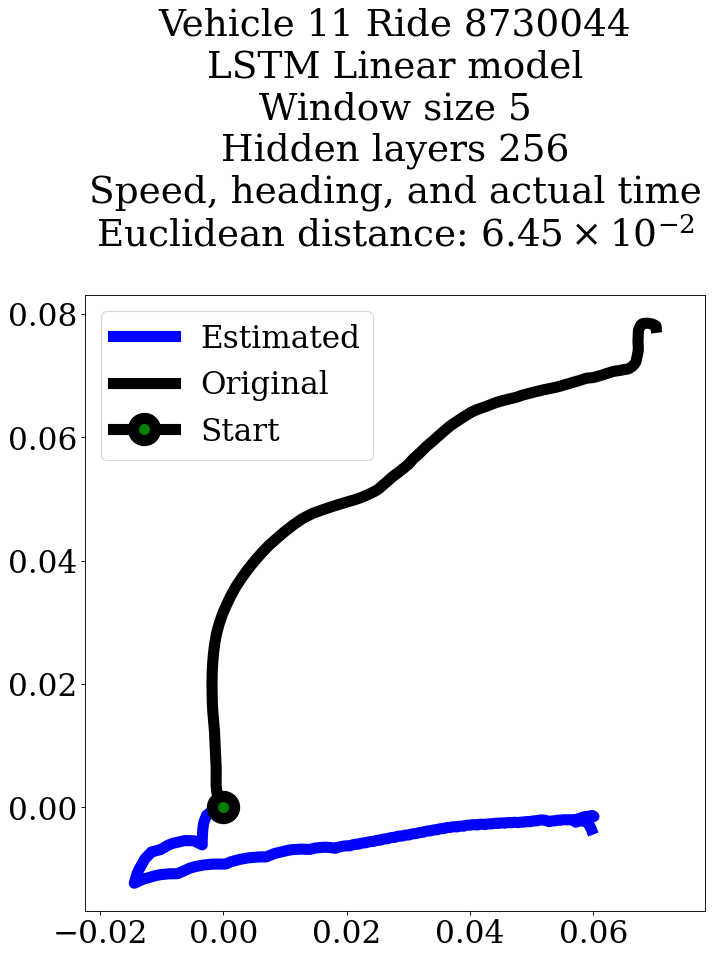 Vehicle 11 Ride 8730044
LSTM Linear model
Window size 5
Hidden layers 256
Speed, heading, and actual time
Euclidean distance: 6.45 × 10⁻²
Estimated
Original
Start
0.08
0.06
0.04
0.02
0.00
−0.02 0.00 0.02 0.04 0.06